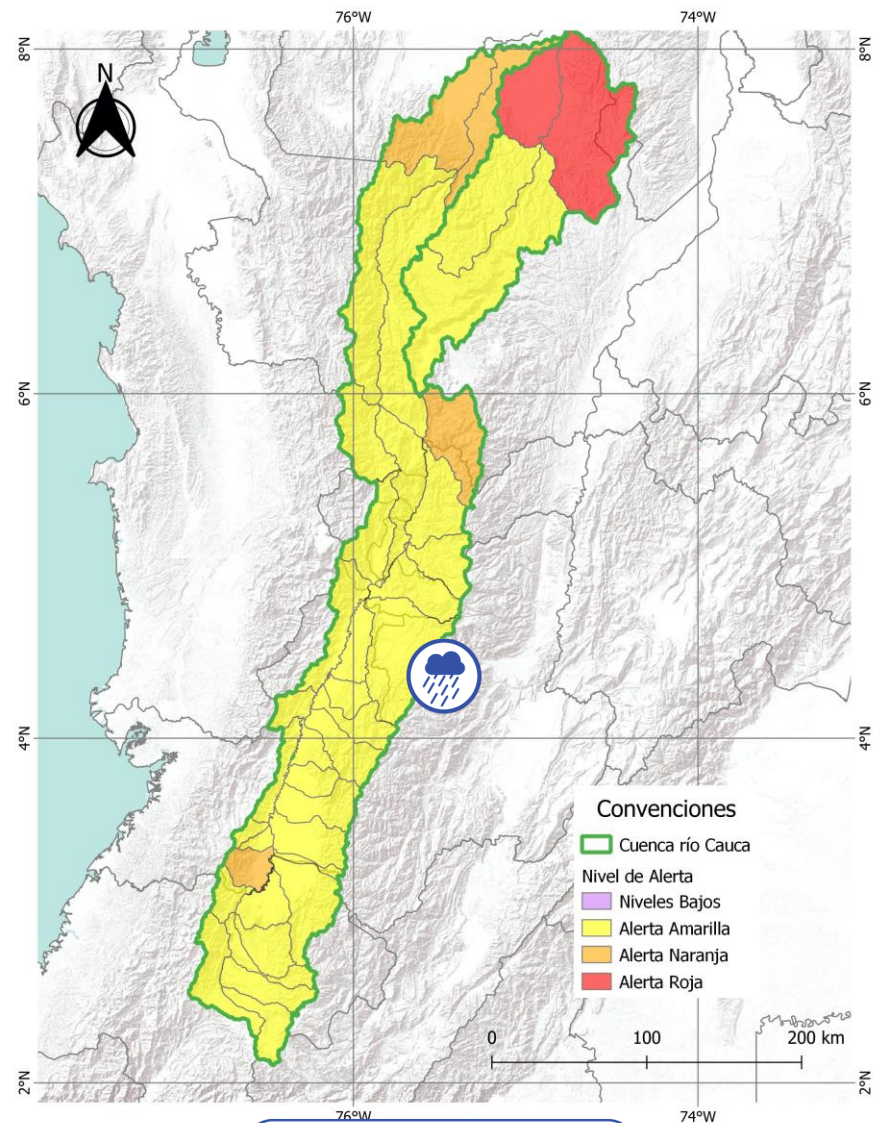 76°W
74°W
8°N
8°N
N
6°N
6°N
4°N
4°N
Convenciones
Cuenca río Cauca
Nivel de Alerta
Niveles Bajos
Alerta Amarilla
Alerta Naranja
Alerta Roja
0
100
200 km
2°N
2°N
76°W
74°W